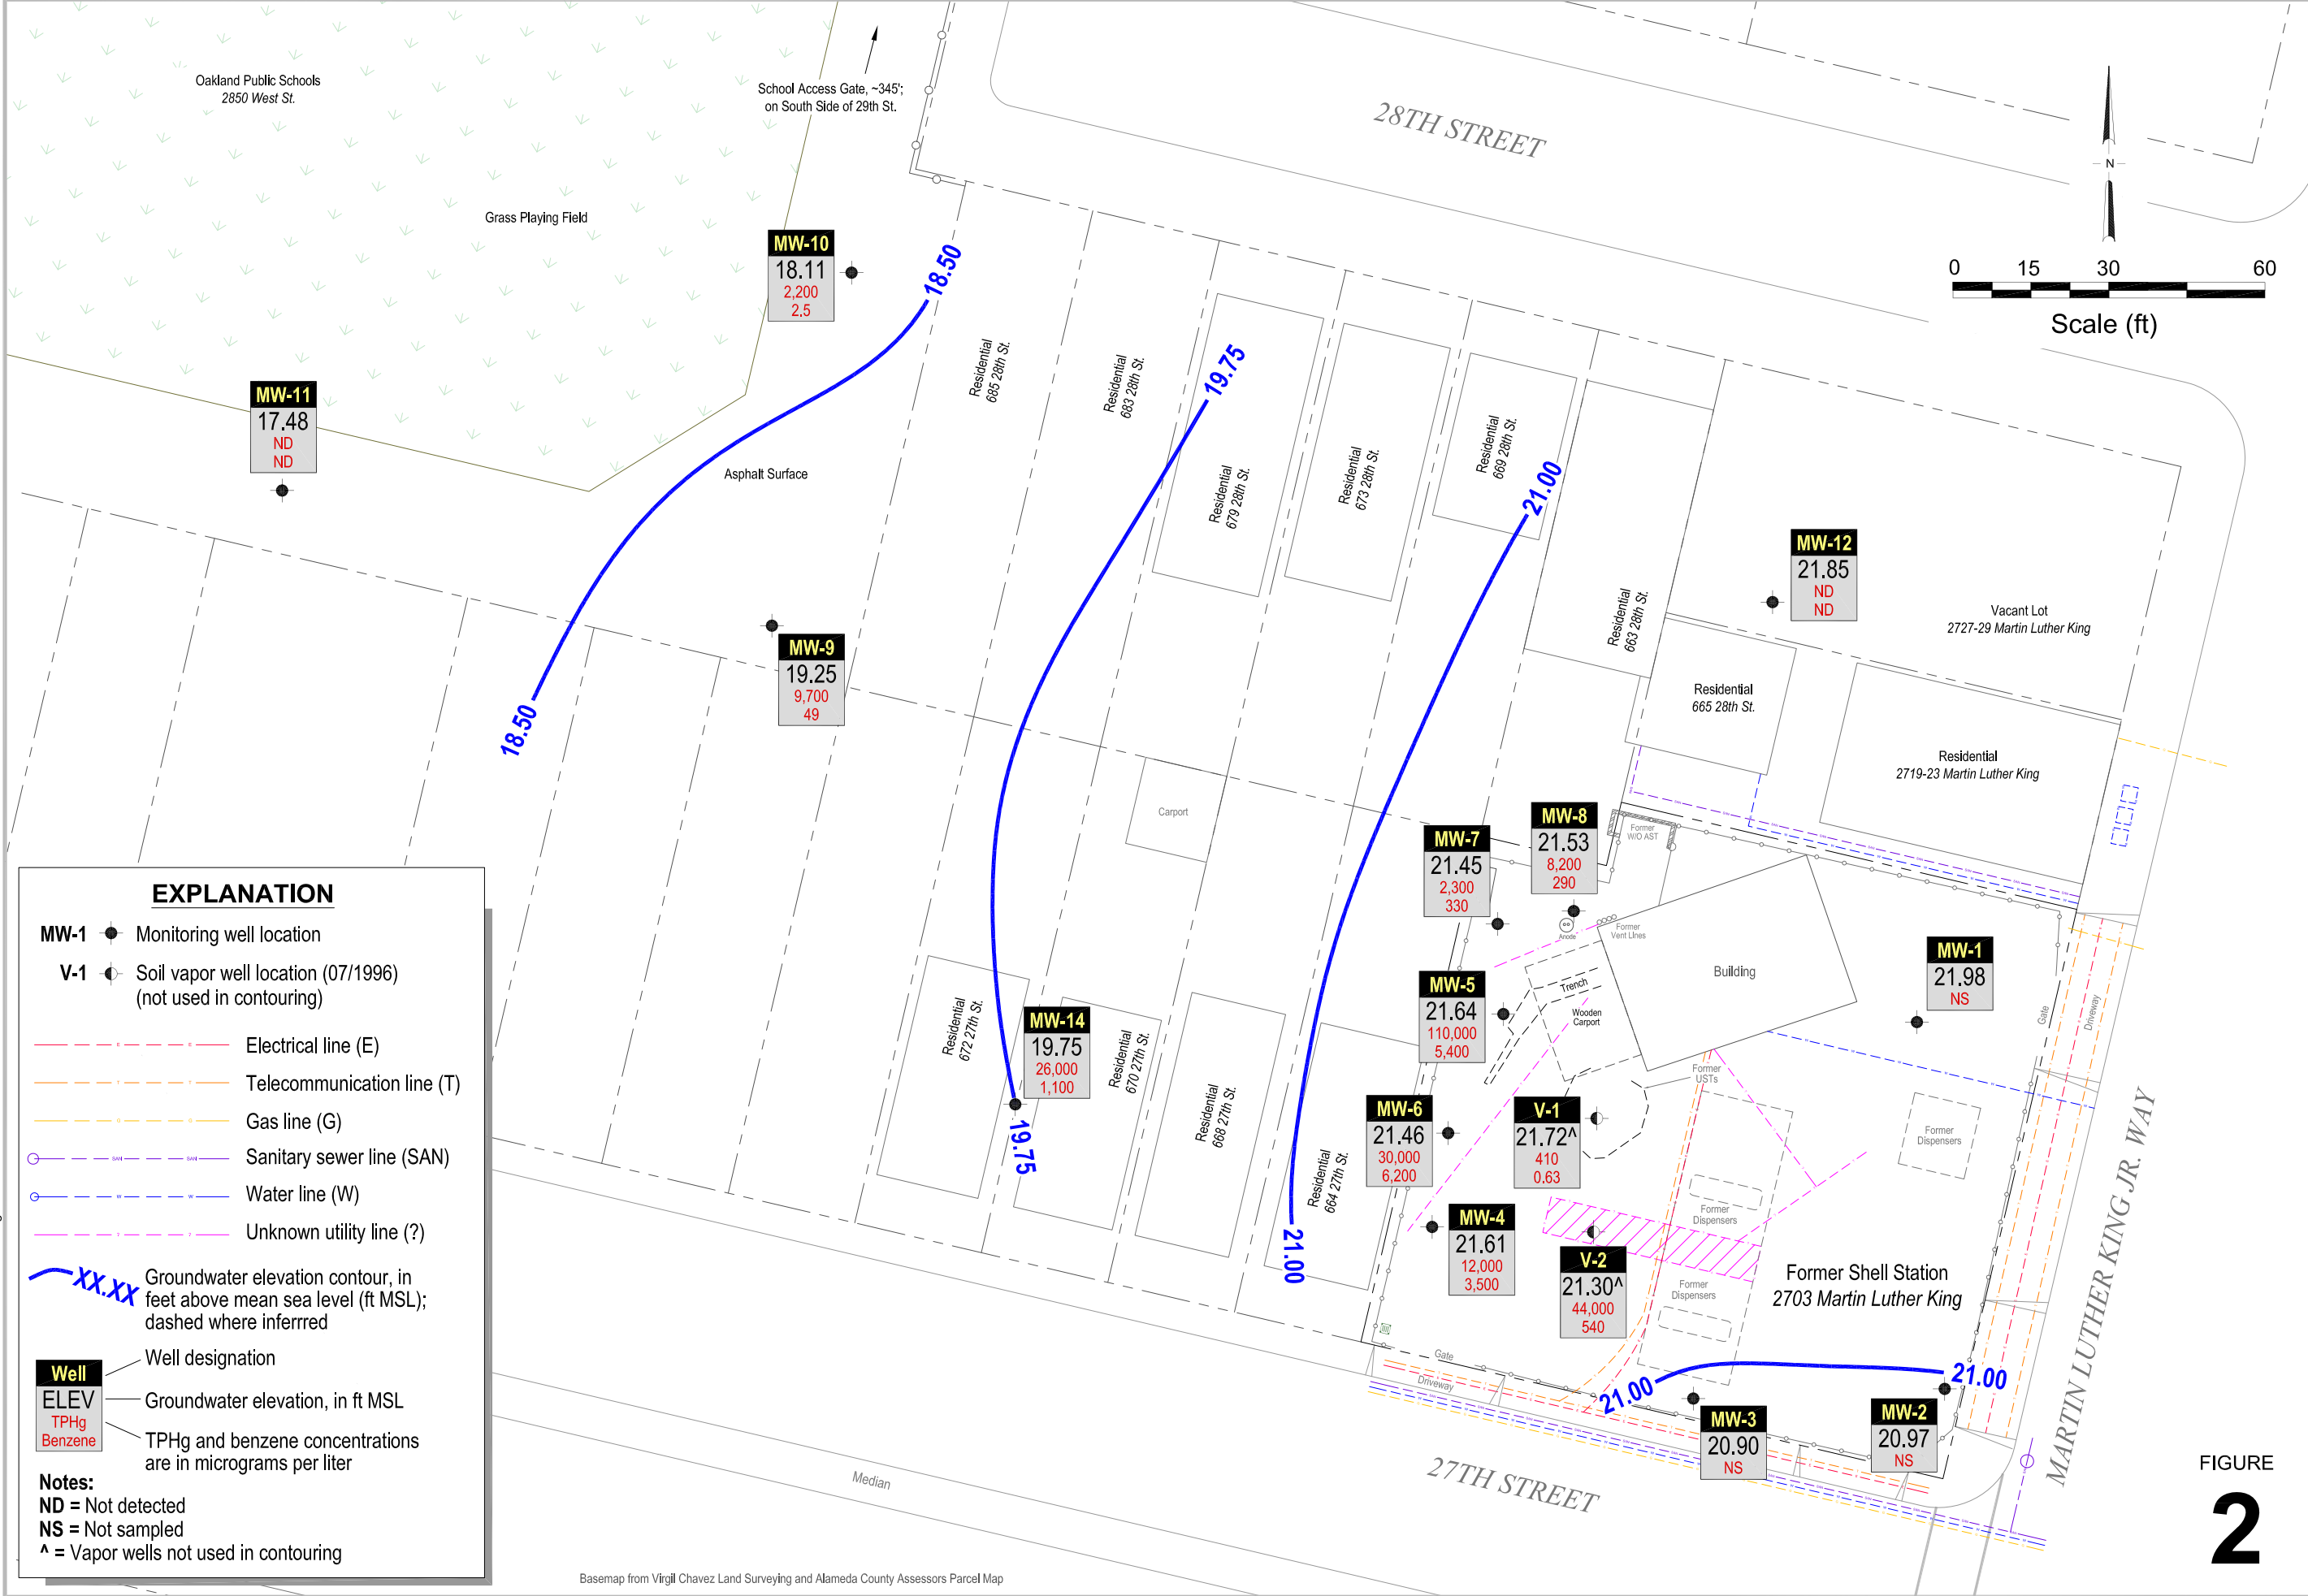 Oakland Public Schools
2850 West St.
School Access Gate, ~345';
on South Side of 29th St.
28TH STREET
N
0 15 30 60
Scale (ft)
Grass Playing Field
MW-10
18.11
2,200
2.5
18.50
MW-11
17.48
ND
ND
Asphalt Surface
Residential
685 28th St.
Residential
683 28th St.
19.75
Residential
679 28th St.
Residential
673 28th St.
Residential
669 28th St.
21.00
Residential
663 28th St.
MW-12
21.85
ND
ND
Vacant Lot
2727-29 Martin Luther King
Residential
665 28th St.
Residential
2719-23 Martin Luther King
MW-9
19.25
9,700
49
18.50
Carport
MW-7
21.45
2,300
330
MW-8
21.53
8,200
290
Former
W/O AST
Anode
Former
Vent Lines
Building
MW-1
21.98
NS
Gate
Driveway
MW-5
21.64
110,000
5,400
Trench
Wooden
Carport
Former
USTs
Residential
672 27th St.
MW-14
19.75
26,000
1,100
19.75
Residential
670 27th St.
Residential
668 27th St.
Residential
664 27th St.
21.00
MW-6
21.46
30,000
6,200
V-1
21.72^
410
0.63
Former
Dispensers
MW-4
21.61
12,000
3,500
V-2
21.30^
44,000
540
Former
Dispensers
Former
Dispensers
Former Shell Station
2703 Martin Luther King
MARTIN LUTHER KING JR. WAY
Gate
Driveway
21.00
21.00
MW-3
20.90
NS
MW-2
20.97
NS
27TH STREET
Median
EXPLANATION
MW-1 Monitoring well location
V-1 Soil vapor well location (07/1996)
(not used in contouring)
Electrical line (E)
Telecommunication line (T)
Gas line (G)
Sanitary sewer line (SAN)
Water line (W)
Unknown utility line (?)
XX.XX
Groundwater elevation contour, in
feet above mean sea level (ft MSL);
dashed where inferrred
Well
ELEV
TPHg
Benzene
Well designation
Groundwater elevation, in ft MSL
TPHg and benzene concentrations
are in micrograms per liter
Notes:
ND = Not detected
NS = Not sampled
^ = Vapor wells not used in contouring
Basemap from Virgil Chavez Land Surveying and Alameda County Assessors Parcel Map
FIGURE
2